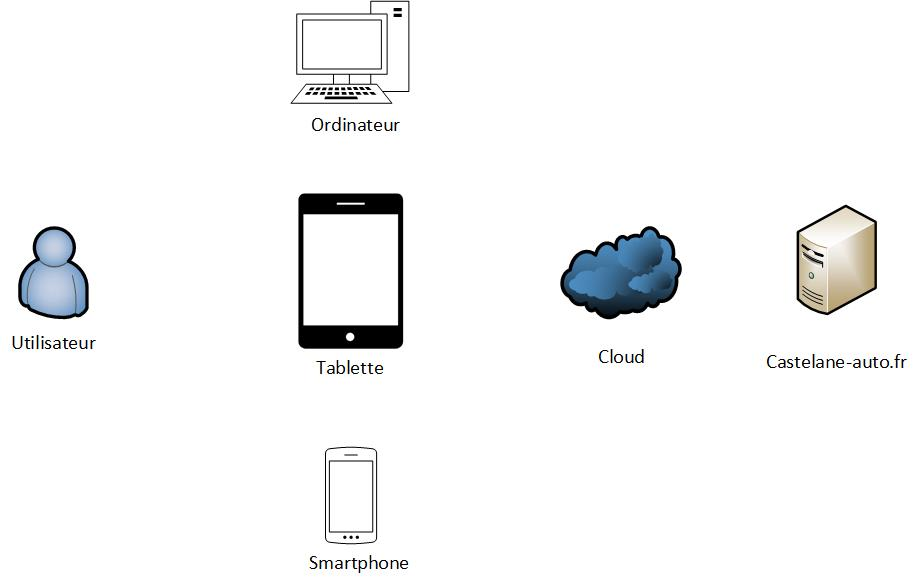 Ordinateur
Utilisateur
Tablette
Cloud
Castelane-auto.fr
Smartphone